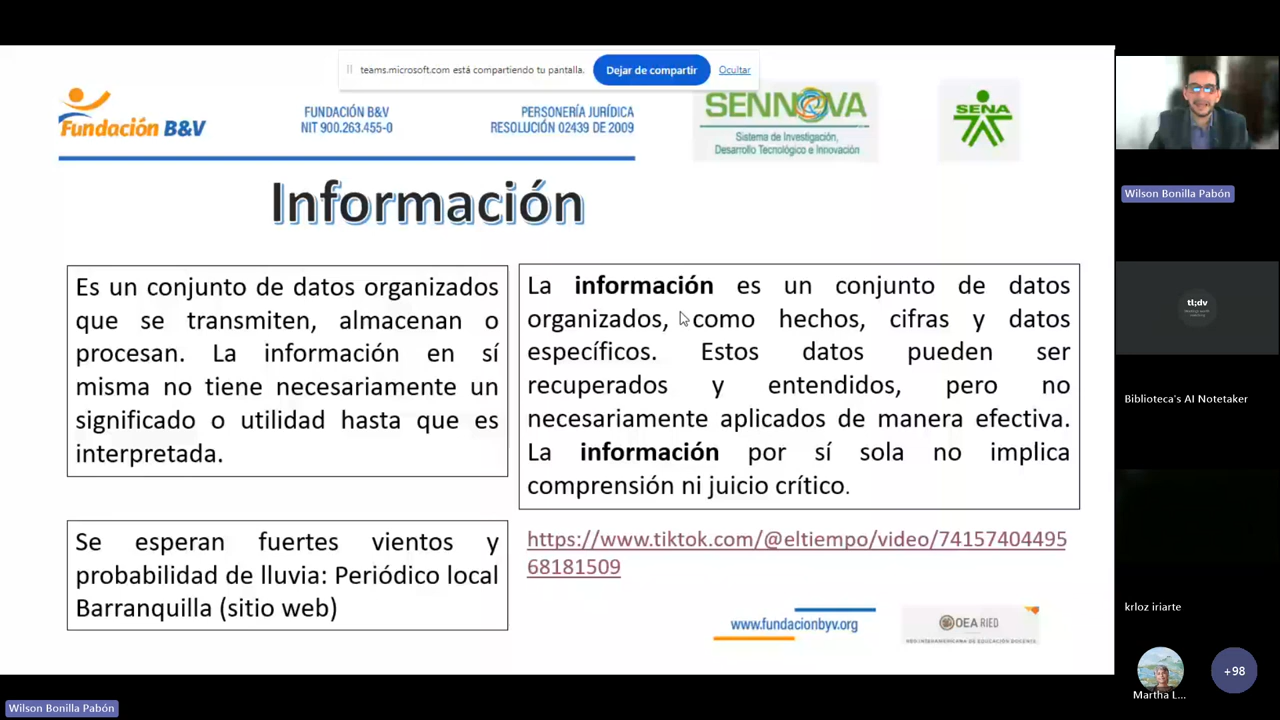 teams.microsoft.com está compartiendo tu pantalla.
Dejar de compartir
Ocultar
Fundación B&V
FUNDACIÓN B&V
NIT 900.263.455-0
PERSONERÍA JURÍDICA
RESOLUCIÓN 02439 DE 2009
SENNOVA
Sistema de Investigación,
Desarrollo Tecnológico e Innovación
SENA
Información
Es un conjunto de datos organizados
que se transmiten, almacenan o
procesan. La información en sí
misma no tiene necesariamente un
significado o utilidad hasta que es
interpretada.
La información es un conjunto de datos
organizados, como hechos, cifras y datos
específicos. Estos datos pueden ser
recuperados y entendidos, pero no
necesariamente aplicados de manera efectiva.
La información por sí sola no implica
comprensión ni juicio crítico.
Se esperan fuertes vientos y
probabilidad de lluvia: Periódico local
Barranquilla (sitio web)
https://www.tiktok.com/@eltiempo/video/74157404495
68181509
www.fundacionbyv.org
OEA RIED
Wilson Bonilla Pabón
tl;dv
Biblioteca's AI Notetaker
krloz iriarte
Martha L...
+98
Wilson Bonilla Pabón